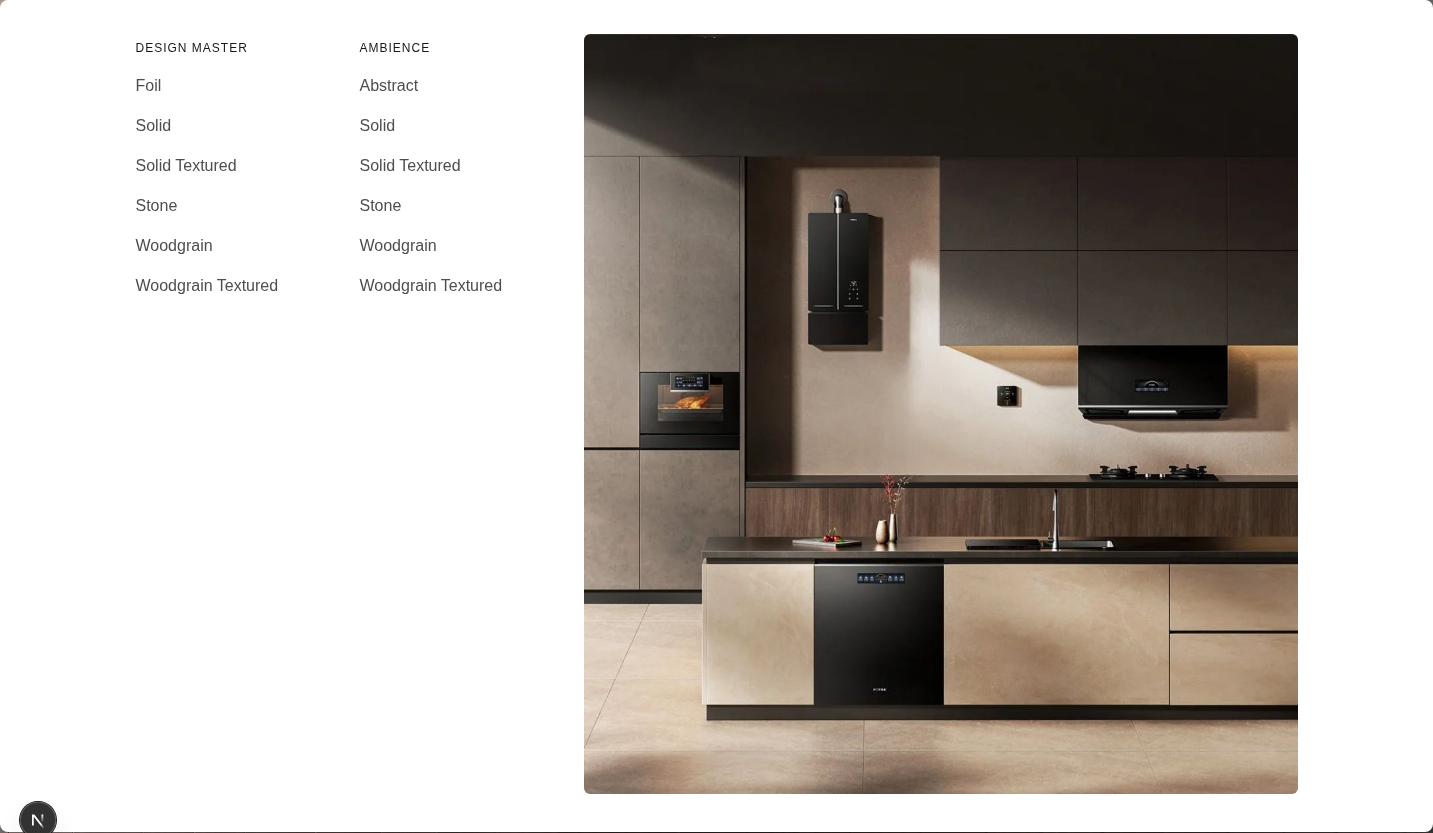 DESIGN MASTER
Foil
Solid
Solid Textured
Stone
Woodgrain
Woodgrain Textured
AMBIENCE
Abstract
Solid
Solid Textured
Stone
Woodgrain
Woodgrain Textured
N